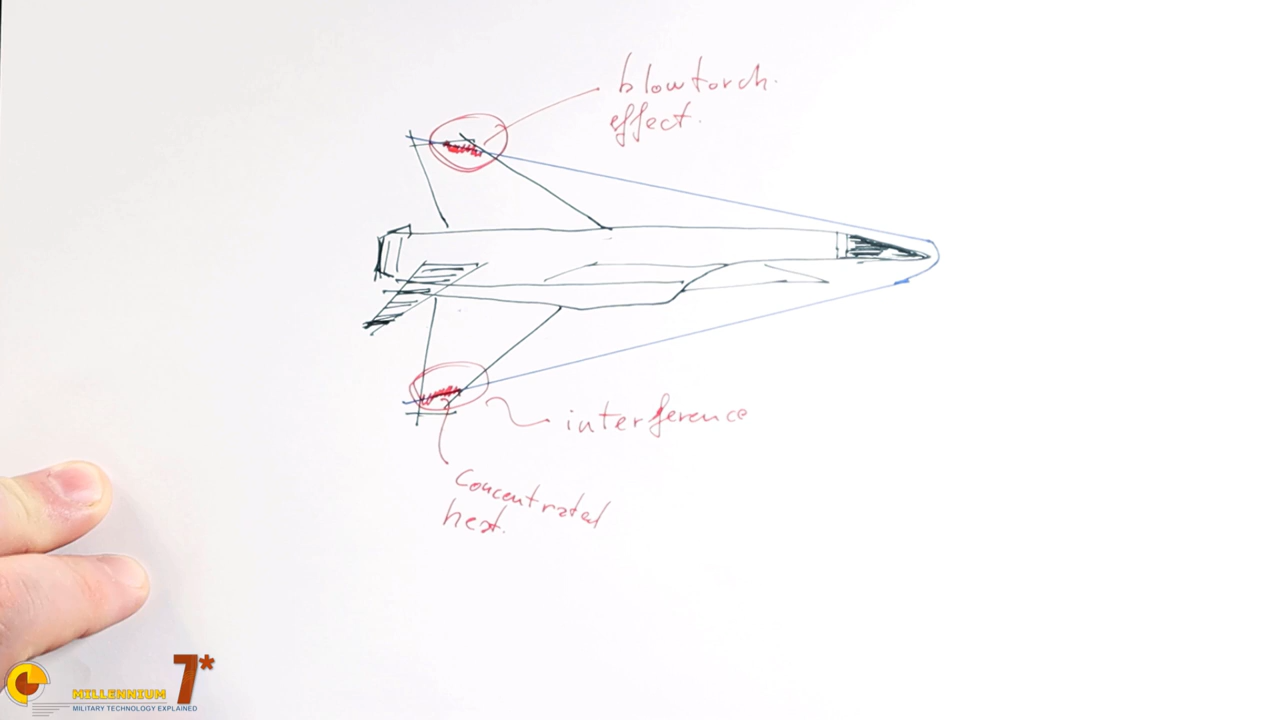 blowtorch.
effect.
interference
concentrated
heat.
7*
MILLENNIUM
MILITARY TECHNOLOGY EXPLAINED